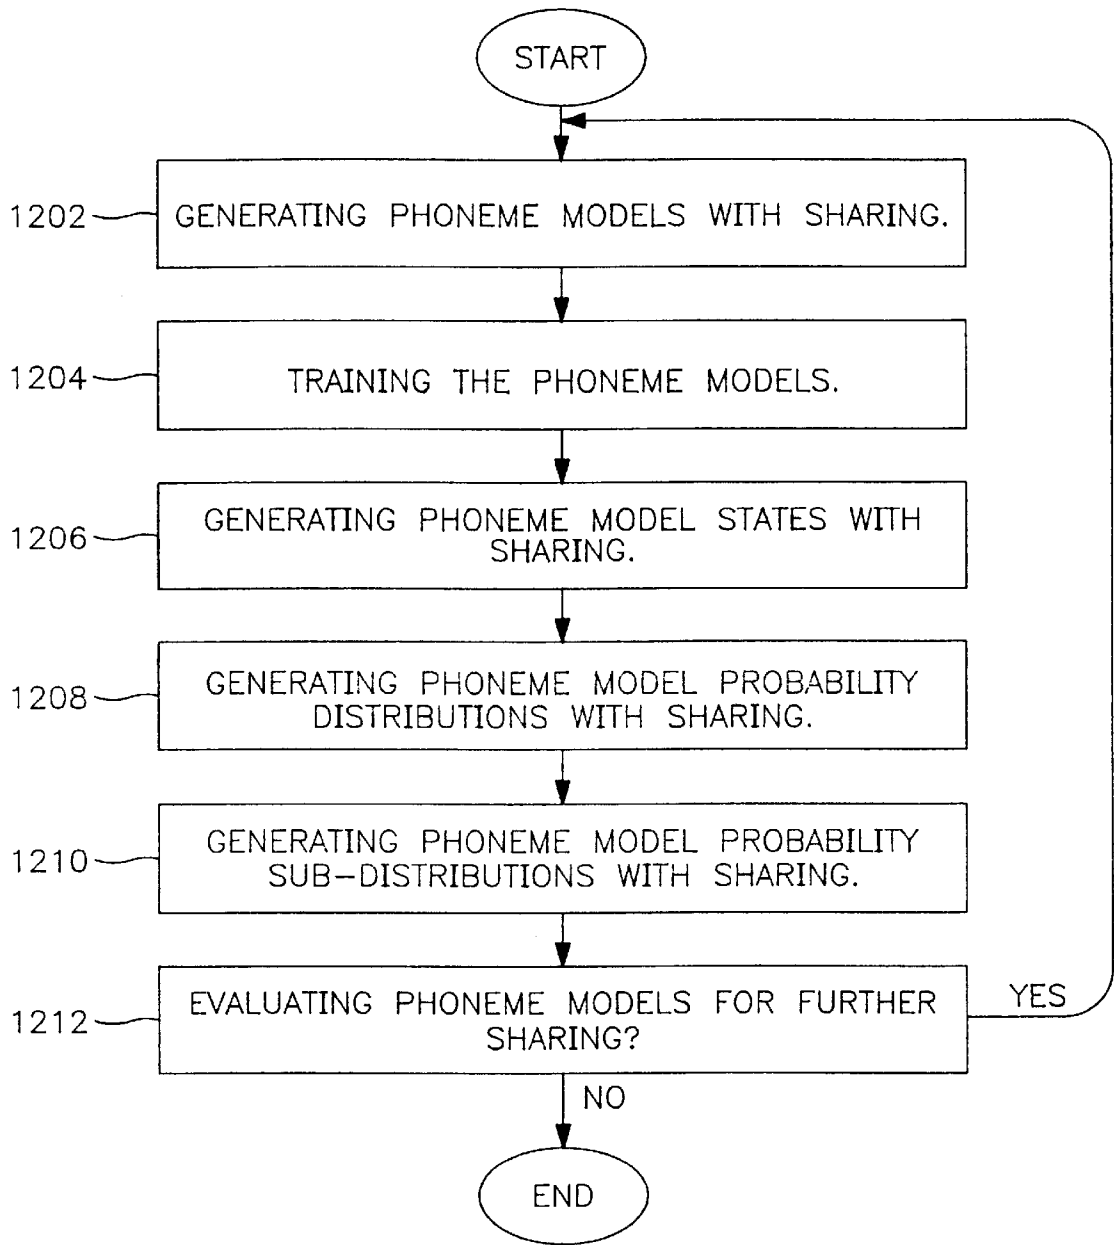 START
1202
GENERATING PHONEME MODELS WITH SHARING.
1204
TRAINING THE PHONEME MODELS.
1206
GENERATING PHONEME MODEL STATES WITH
SHARING.
1208
GENERATING PHONEME MODEL PROBABILITY
DISTRIBUTIONS WITH SHARING.
1210
GENERATING PHONEME MODEL PROBABILITY
SUB-DISTRIBUTIONS WITH SHARING.
1212
EVALUATING PHONEME MODELS FOR FURTHER
SHARING?
YES
NO
END